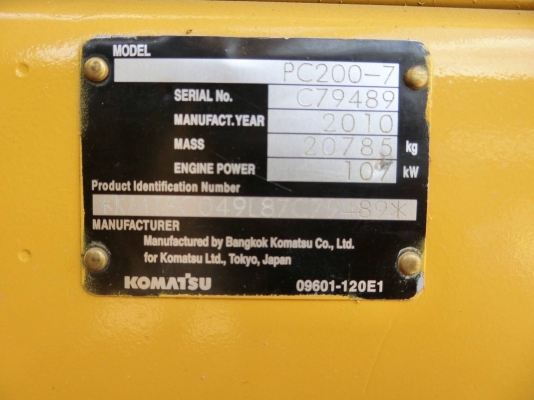 MODEL
PC200-7
SERIAL No. C79489
MANUFACT.YEAR 2010
MASS 20785 kg
ENGINE POWER 107 kW
Product Identification Number
MANUFACTURER
Manufactured by Bangkok Komatsu Co., Ltd.
for Komatsu Ltd., Tokyo, Japan
KOMATSU 09601-120E1